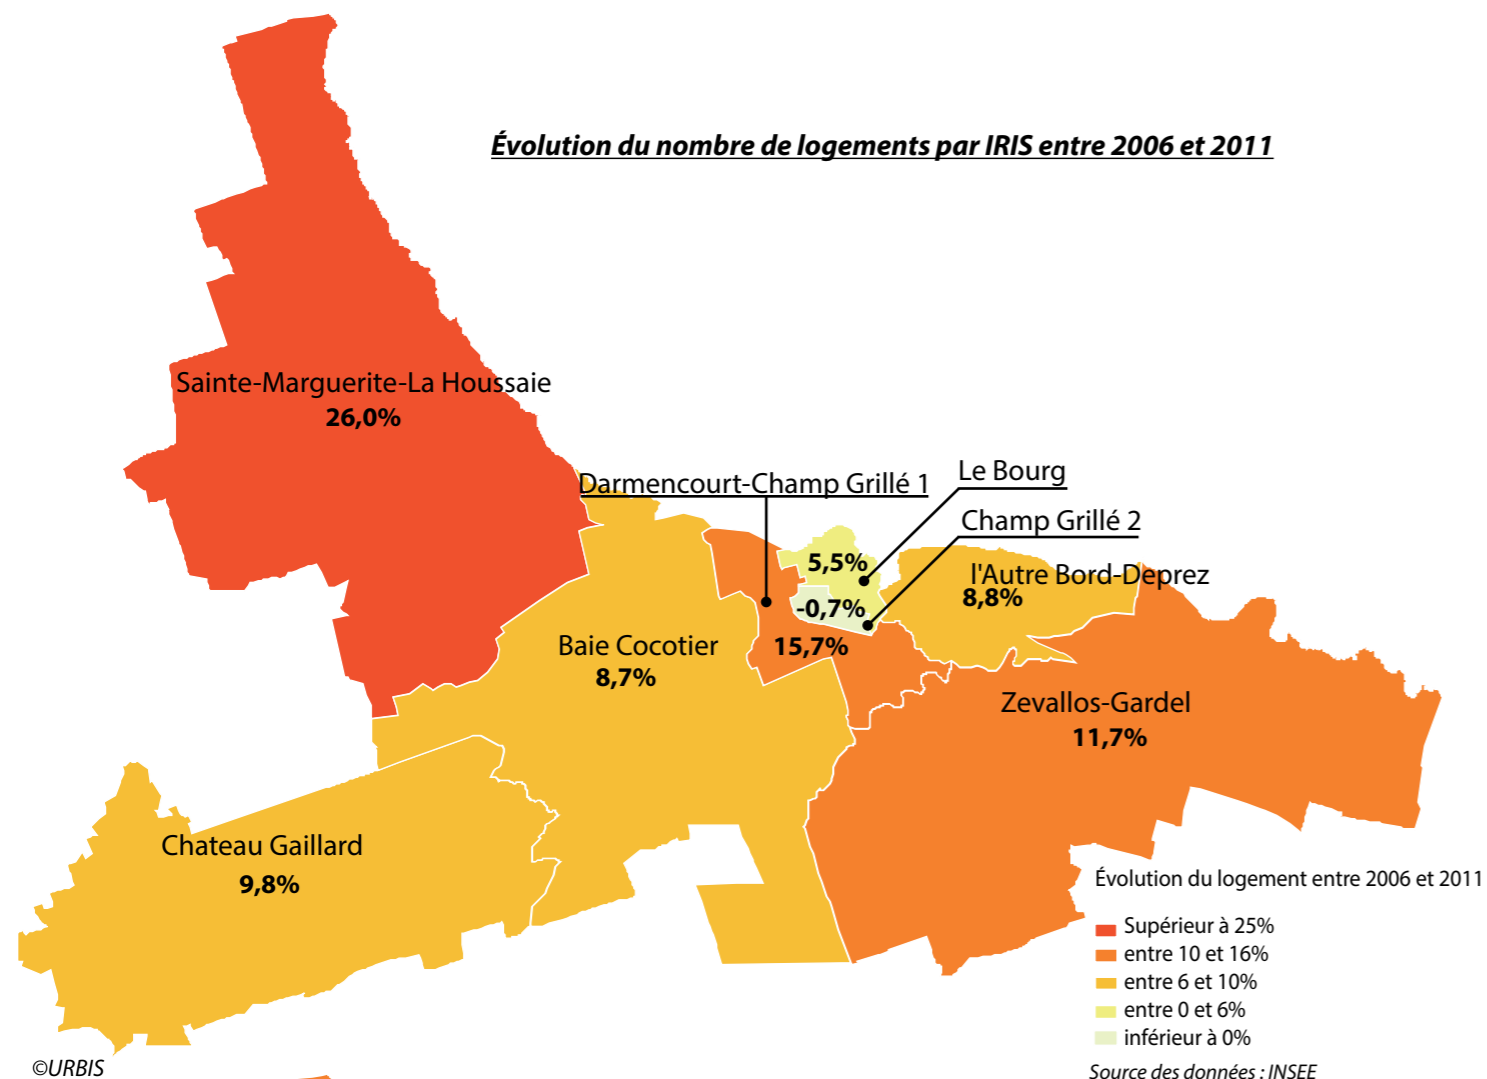 Évolution du nombre de logements par IRIS entre 2006 et 2011
Sainte-Marguerite-La Houssaie
26,0%
Darmencourt-Champ Grillé 1
Le Bourg
Champ Grillé 2
5,5%
-0,7%
15,7%
l'Autre Bord-Deprez
8,8%
Baie Cocotier
8,7%
Zevallos-Gardel
11,7%
Chateau Gaillard
9,8%
Évolution du logement entre 2006 et 2011
Supérieur à 25%
entre 10 et 16%
entre 6 et 10%
entre 0 et 6%
inférieur à 0%
©URBIS
Source des données : INSEE